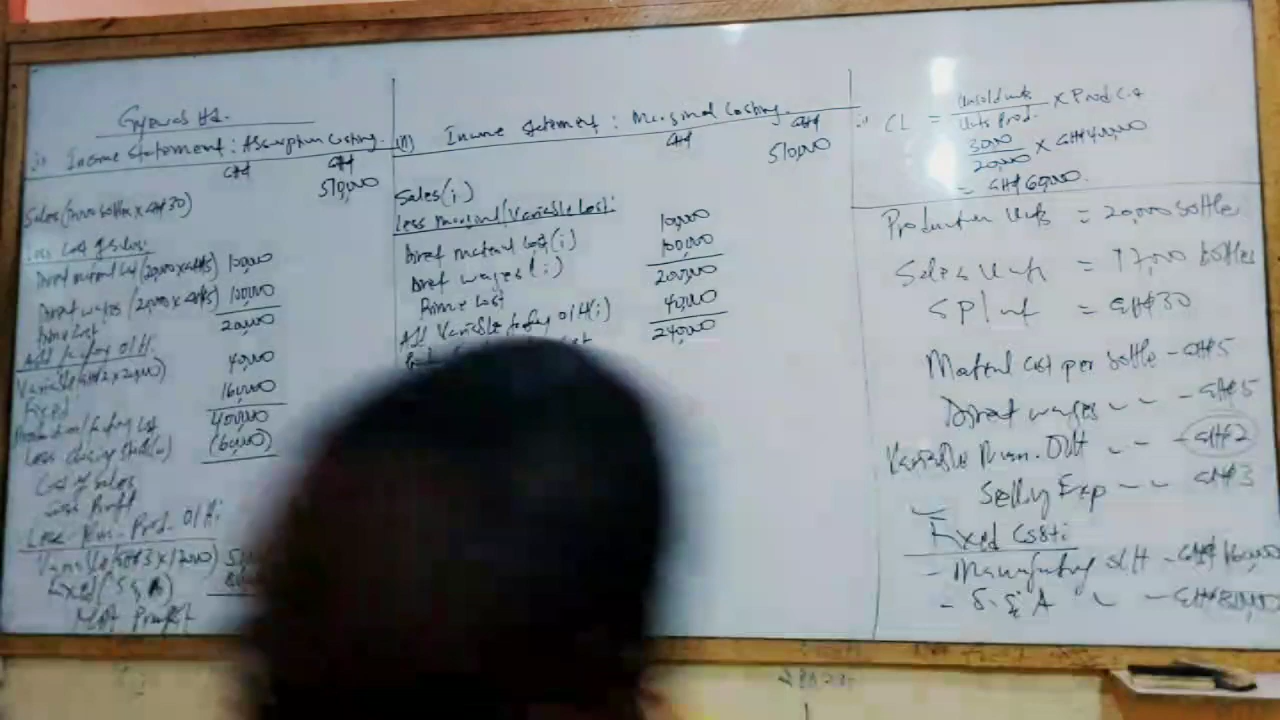 i) Income Statement: Absorption Costing.
GH¢ GH¢
Sales (17,000 bottles x GH¢30) 510,000
Less Cost of Sales:
Direct material Cost (20,000 x GH¢5) 100,000
Direct wages (20,000 x GH¢5) 100,000
Prime Cost 200,000
Add factory O/H:
Variable (GH¢2 x 20,000) 40,000
Fixed 160,000
Production/factory Cost 400,000
Less closing stock (60,000)
Cost of Sales
Gross Profit
Less Non-Prod. O/H:
Fixed (S & A)
Net Profit
(ii) Income Statement: Marginal Costing.
GH¢ GH¢
Sales (i) 510,000
Less Marginal/Variable Cost:
Direct material Cost (i) 100,000
Direct wages (i) 100,000
Prime Cost 200,000
Add Variable factory O/H (i) 40,000
240,000
Unsold units x Prod. Cst
CL = Units Prod.
3,000 x GH¢400,000
20,000
= GH¢60,000
Production Units = 20,000 bottles
Sales Units = 17,000 bottles
SP/unit = GH¢30
Material cost per bottle - GH¢5
Direct wages " " - GH¢5
Variable Man. O/H " " - GH¢2
Selling Exp " " GH¢3
Fixed Cost:
- Manufacturing O/H - GH¢160,000
- S & A " - GH¢80,000